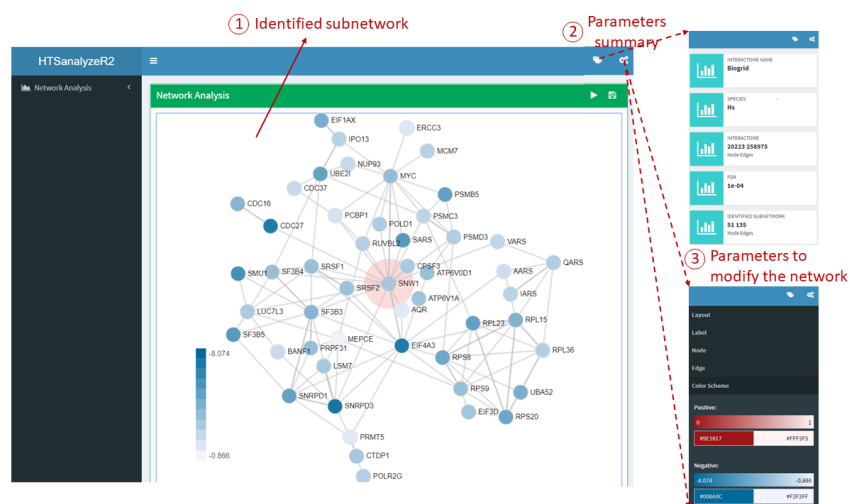 1 Identified subnetwork
2 Parameters
summary
HTSanalyzeR2
Network Analysis
Network Analysis
EIF1AX
ERCC3
IPO13
MCM7
NUP93
UBE2I
MYC
CDC37
PSMB5
CDC16
PCBP1
PSMC3
CDC27
POLD1
RUVBL2
SARS
PSMD3
VARS
SMU1
SF3B4
SRSF1
CPSF3
ATP6V0D1
AARS
QARS
SRSF2
SNW1
IARS
ATP6V1A
LUC7L3
SF3B3
AQR
RPL23
RPL15
SF3B5
MEPCE
BANF1
PRPF31
EIF4A3
RPL36
LSM7
RPS8
SNRPD1
SNRPD3
RPS9
UBA52
EIF3D
RPS20
PRMT5
CTDP1
POLR2G
-8.074
-0.866
INTERACTOME NAME
Biogrid
SPECIES
Hs
INTERACTOME
20223 258975
Node Edges
FDR
1e-04
IDENTIFIED SUBNETWORK
51 135
Node Edges
3 Parameters to
modify the network
Layout
Label
Node
Edge
Color Scheme
Positive:
0 1
#9E1617 #FFF3F3
Negative:
-8.074 -0.866
#006A9C #F3F3FF